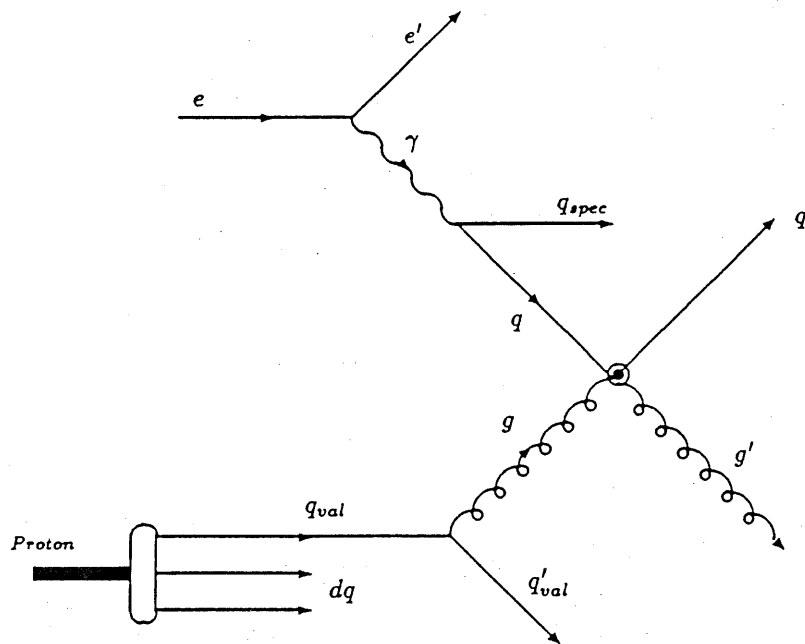 e'
e
γ
q_spec
q
q
g
g'
q_val
Proton
dq
q'_val